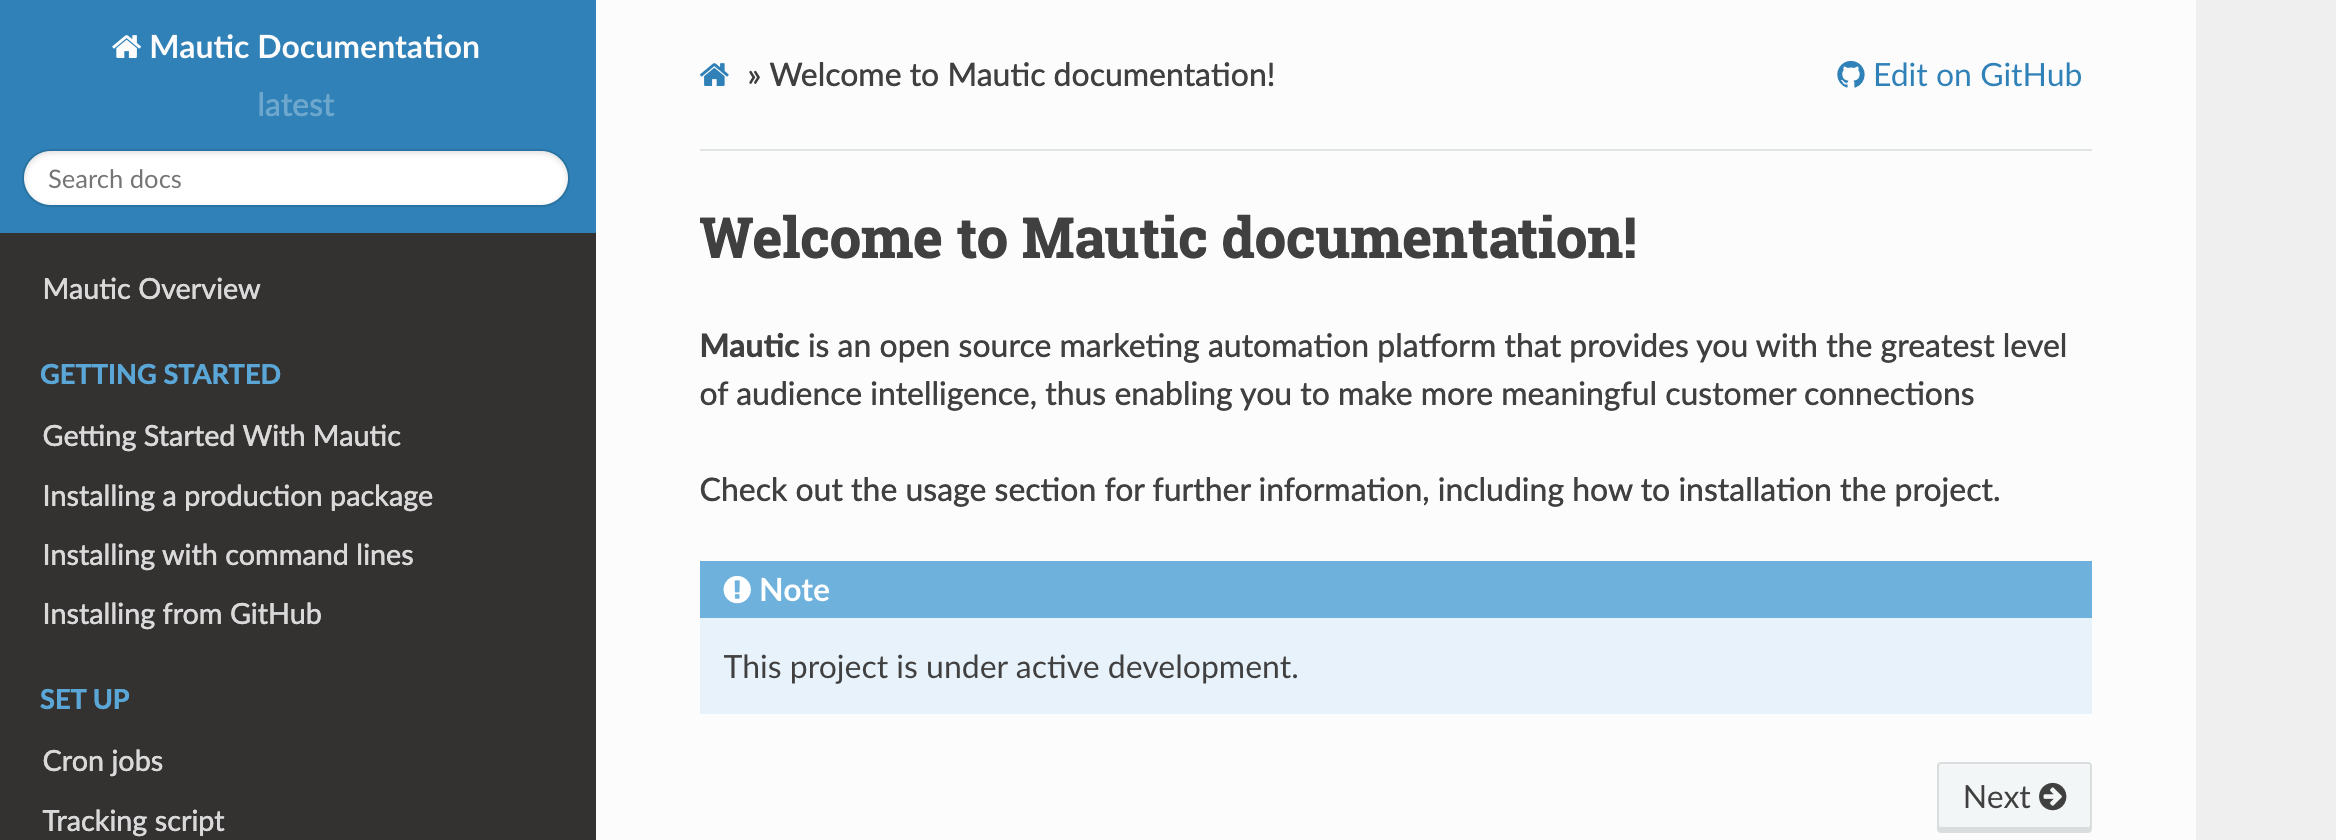 Mautic Documentation
latest
Search docs
Mautic Overview
GETTING STARTED
Getting Started With Mautic
Installing a production package
Installing with command lines
Installing from GitHub
SET UP
Cron jobs
Tracking script
» Welcome to Mautic documentation!
Edit on GitHub
Welcome to Mautic documentation!
Mautic is an open source marketing automation platform that provides you with the greatest level
of audience intelligence, thus enabling you to make more meaningful customer connections
Check out the usage section for further information, including how to installation the project.
Note
This project is under active development.
Next